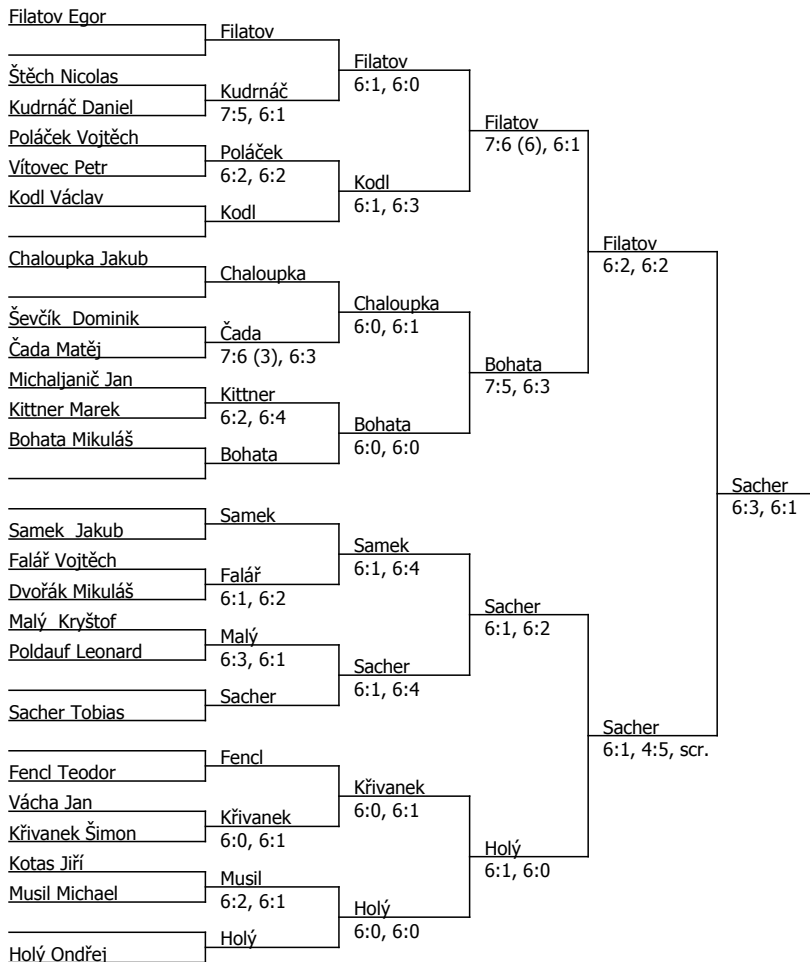 Filatov Egor
Filatov
Filatov
6:1, 6:0
Štěch Nicolas
Kudrnáč
7:5, 6:1
Kudrnáč Daniel
Filatov
7:6 (6), 6:1
Poláček Vojtěch
Poláček
6:2, 6:2
Vítovec Petr
Kodl
6:1, 6:3
Kodl Václav
Kodl
Filatov
6:2, 6:2
Chaloupka Jakub
Chaloupka
Chaloupka
6:0, 6:1
Ševčík  Dominik
Čada
7:6 (3), 6:3
Čada Matěj
Bohata
7:5, 6:3
Michaljanič Jan
Kittner
6:2, 6:4
Kittner Marek
Bohata
6:0, 6:0
Bohata Mikuláš
Bohata
Sacher
6:3, 6:1
Samek
Samek  Jakub
Samek
6:1, 6:4
Falář Vojtěch
Falář
6:1, 6:2
Dvořák Mikuláš
Sacher
6:1, 6:2
Malý  Kryštof
Malý
6:3, 6:1
Poldauf Leonard
Sacher
6:1, 6:4
Sacher
Sacher Tobias
Sacher
6:1, 4:5, scr.
Fencl
Fencl Teodor
Křivanek
6:0, 6:1
Vácha Jan
Křivanek
6:0, 6:1
Křivanek Šimon
Holý
6:1, 6:0
Kotas Jiří
Musil
6:2, 6:1
Musil Michael
Holý
6:0, 6:0
Holý
Holý Ondřej